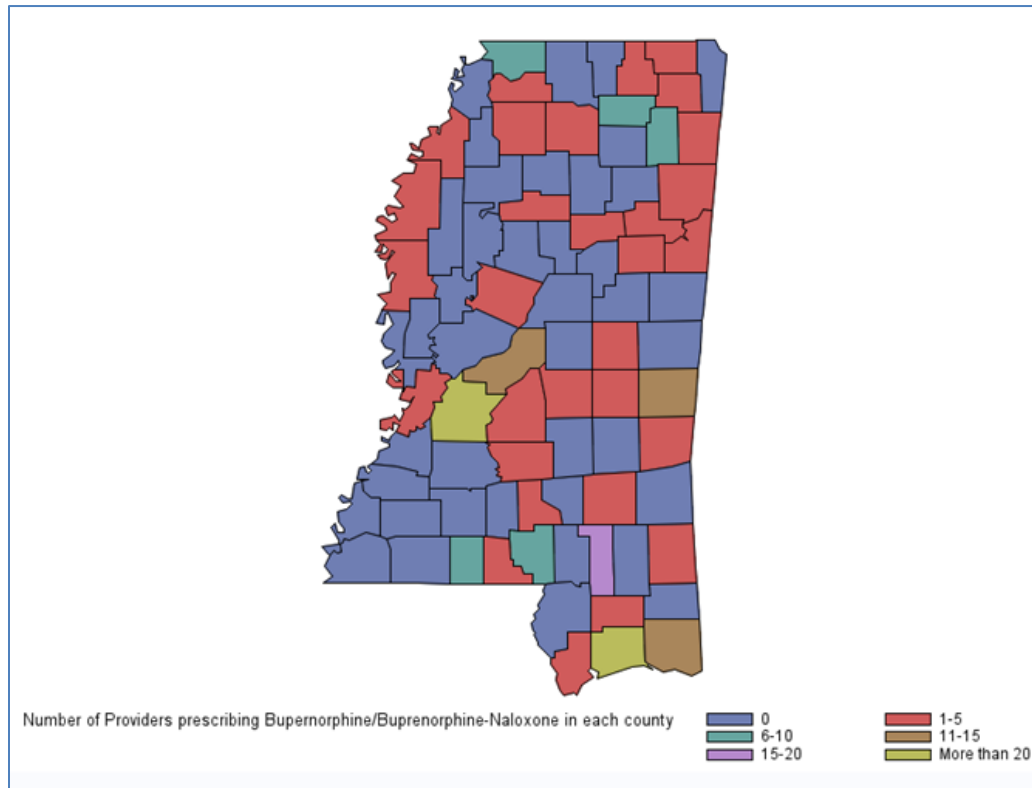 Number of Providers prescribing Bupernorphine/Buprenorphine-Naloxone in each county
0
1-5
6-10
11-15
15-20
More than 20